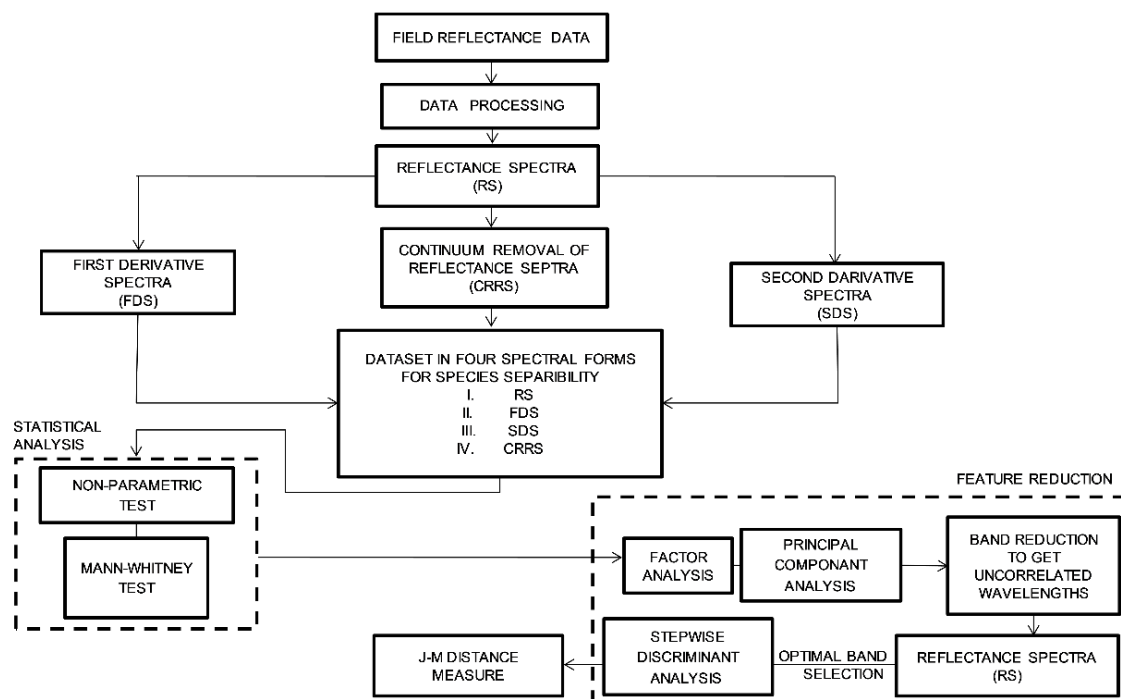 FIELD REFLECTANCE DATA
DATA PROCESSING
REFLECTANCE SPECTRA
(RS)
FIRST DERIVATIVE
SPECTRA
(FDS)
CONTINUUM REMOVAL OF
REFLECTANCE SEPTRA
(CRRS)
SECOND DARIVATIVE
SPECTRA
(SDS)
DATASET IN FOUR SPECTRAL FORMS
FOR SPECIES SEPARIBILITY
I. RS
II. FDS
III. SDS
IV. CRRS
STATISTICAL
ANALYSIS
NON-PARAMETRIC
TEST
MANN-WHITNEY
TEST
FEATURE REDUCTION
FACTOR
ANALYSIS
PRINCIPAL
COMPONANT
ANALYSIS
BAND REDUCTION
TO GET
UNCORRELATED
WAVELENGTHS
REFLECTANCE SPECTRA
(RS)
OPTIMAL BAND
SELECTION
STEPWISE
DISCRIMINANT
ANALYSIS
J-M DISTANCE
MEASURE